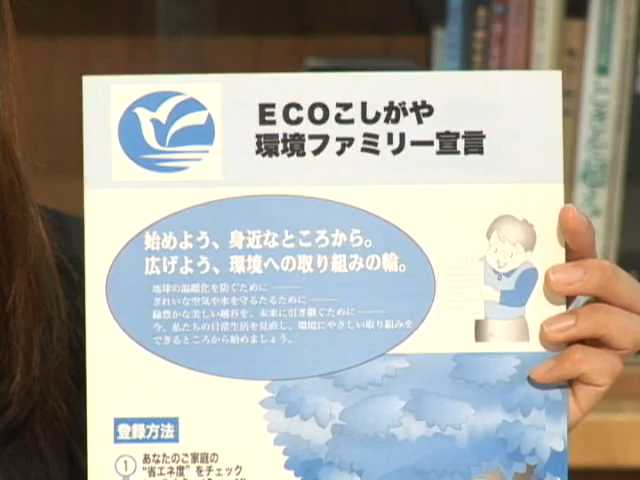 ECOこしがや
環境ファミリー宣言
始めよう、身近なところから。
広げよう、環境への取り組みの輪。
地球の温暖化を防ぐために
きれいな空気や水を守るために
緑豊かな美しい越谷を、未来に引き継ぐために
今、私たちの日常生活を見直し、環境にやさしい取り組みを
できるところから始めましょう。
登録方法
① あなたのご家庭の
“省エネ度”をチェック